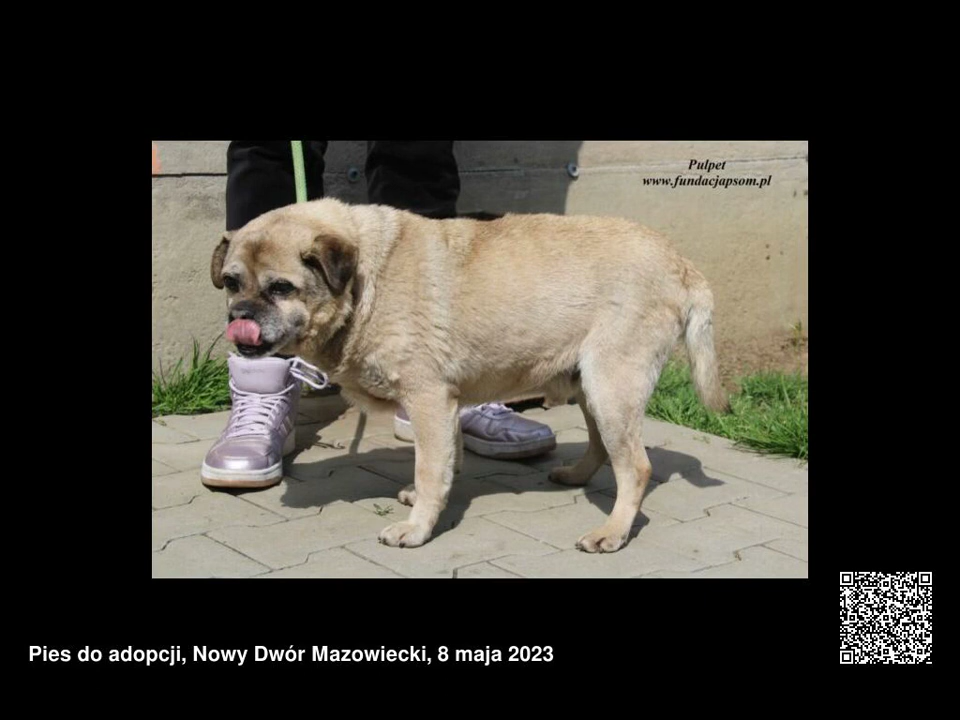 Pulpet
www.fundacjapsom.pl
Pies do adopcji, Nowy Dwór Mazowiecki, 8 maja 2023